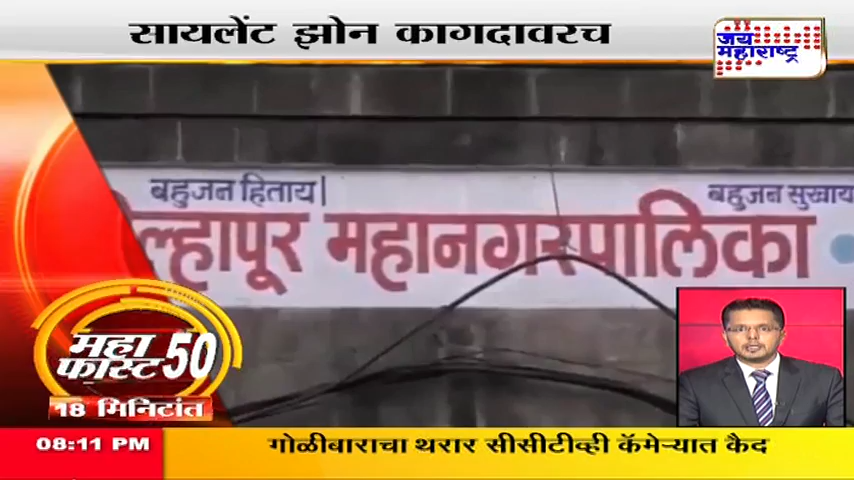 सायलेंट झोन कागदावरच
जय
महाराष्ट्र
बहुजन हिताय|
बहुजन सुखाय
ल्हापूर महानगरपालिका
महा
फास्ट 50
18 मिनिटांत
08:11 PM
गोळीबाराचा थरार सीसीटीव्ही कॅमेऱ्यात कैद